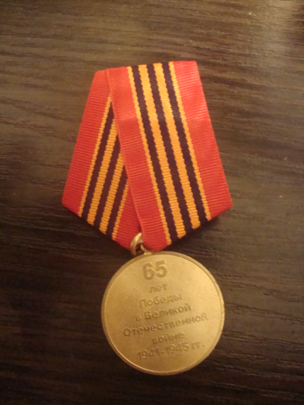 65
лет
Победы
в Великой
Отечественной
войне
1941-1945 гг.